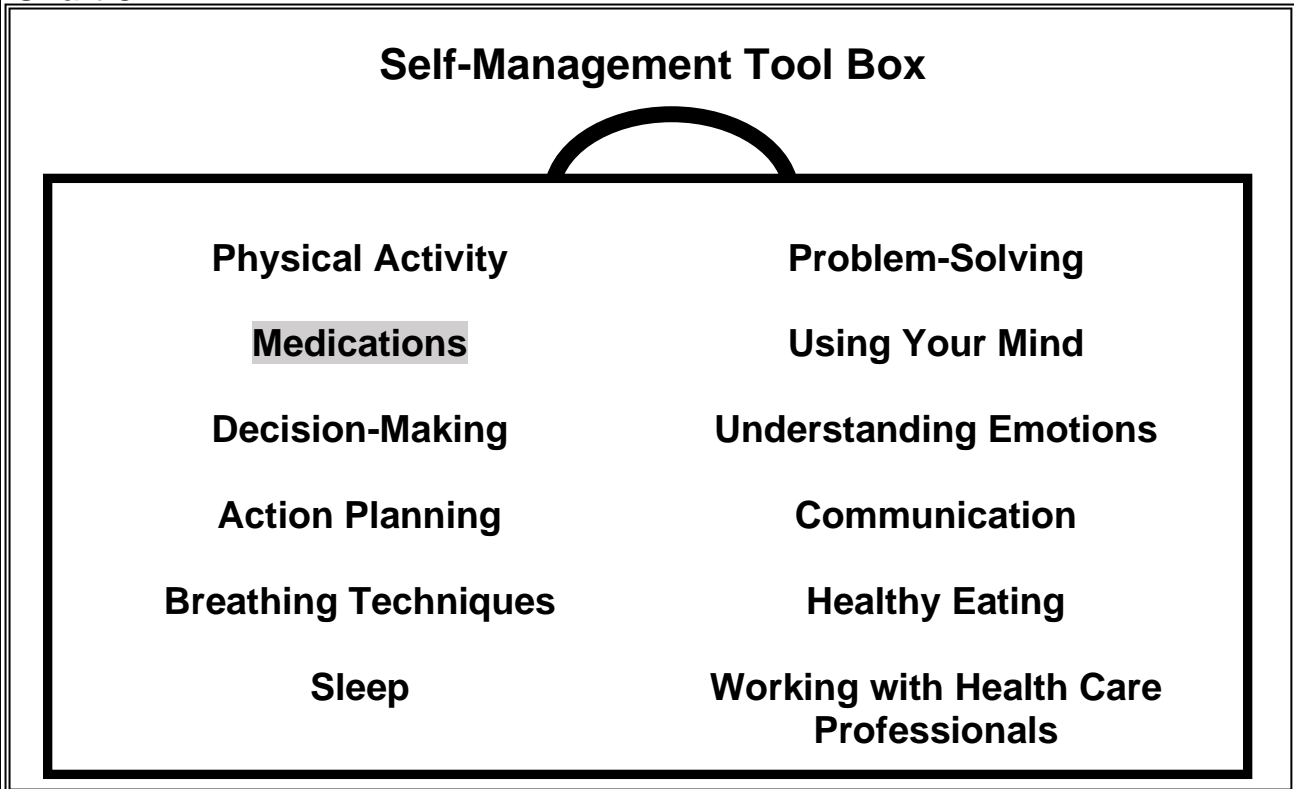 Self-Management Tool Box
Physical Activity
Problem-Solving
Medications
Using Your Mind
Decision-Making
Understanding Emotions
Action Planning
Communication
Breathing Techniques
Healthy Eating
Sleep
Working with Health Care
Professionals